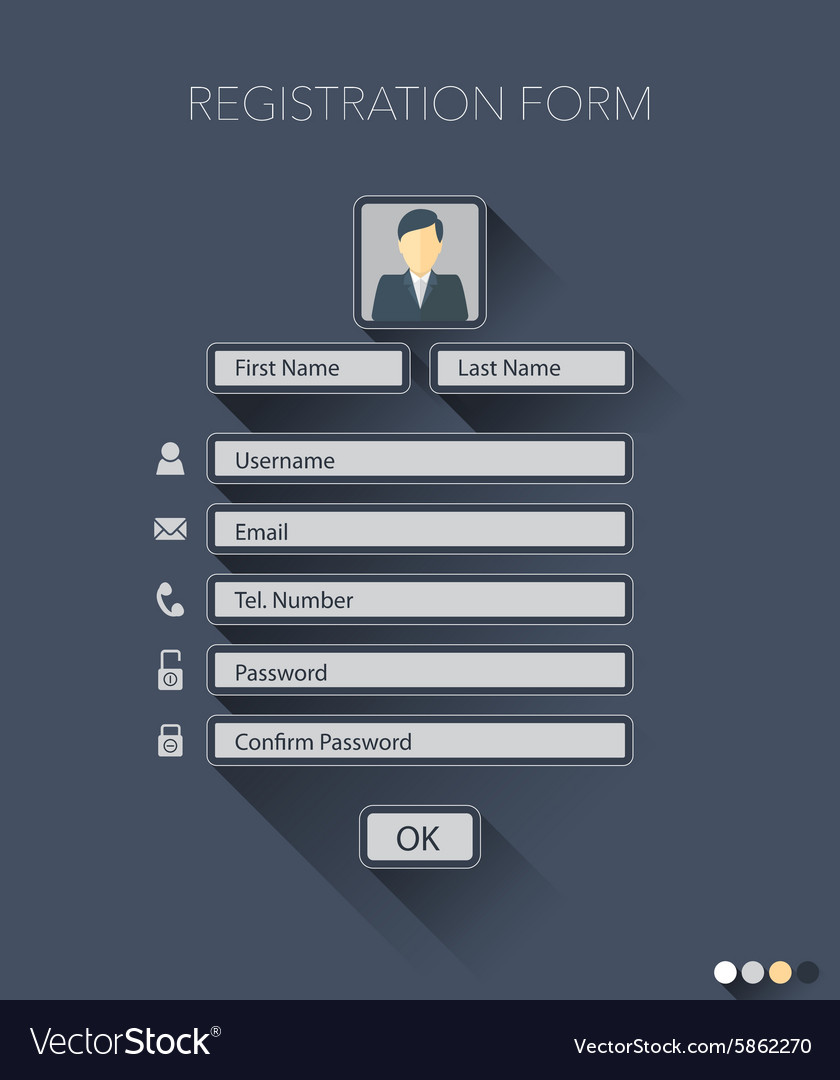 REGISTRATION FORM
First Name Last Name
Username
Email
Tel. Number
Password
Confirm Password
OK
VectorStock®
VectorStock.com/5862270